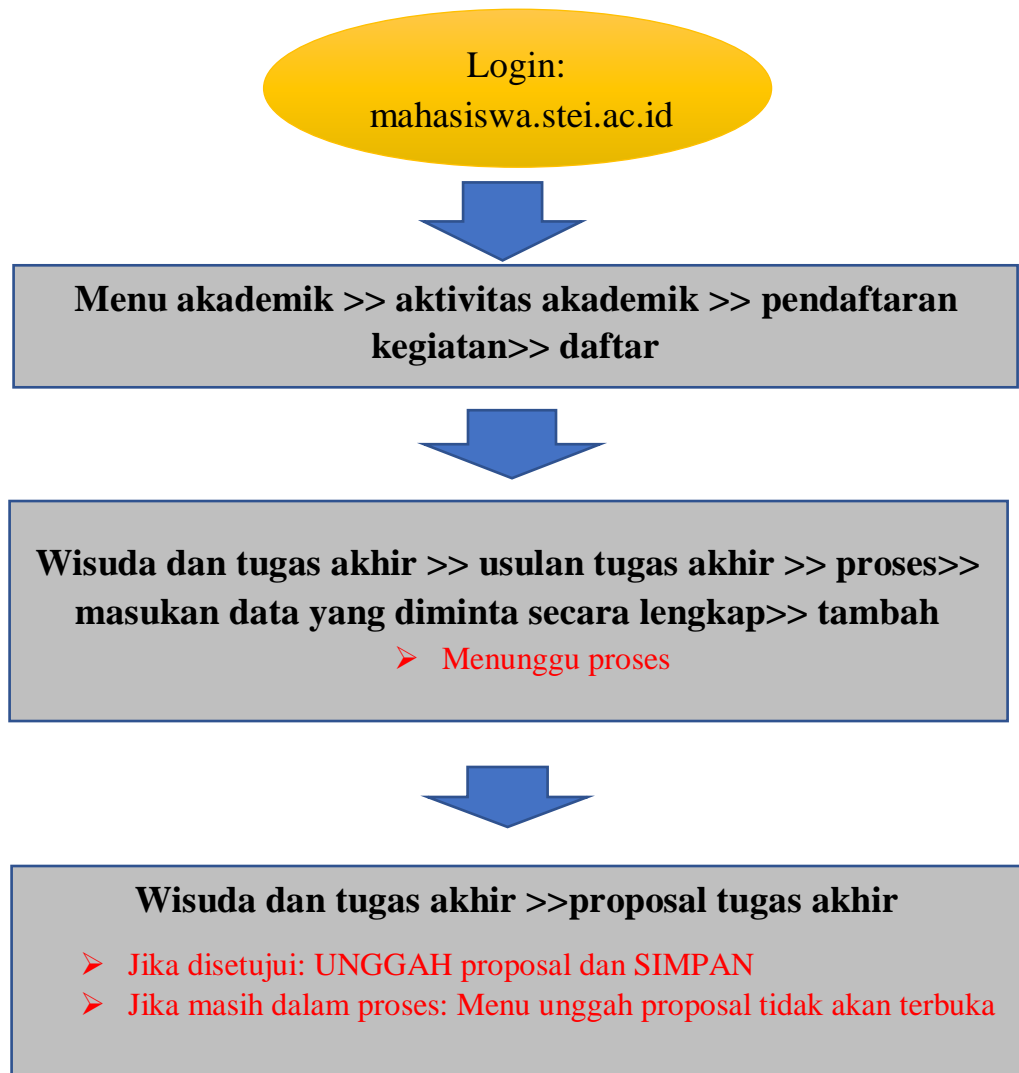 Login:
mahasiswa.stei.ac.id
Menu akademik >> aktivitas akademik >> pendaftaran
kegiatan>> daftar
Wisuda dan tugas akhir >> usulan tugas akhir >> proses>>
masukan data yang diminta secara lengkap>> tambah
➢ Menunggu proses
Wisuda dan tugas akhir >>proposal tugas akhir
➢ Jika disetujui: UNGGAH proposal dan SIMPAN
➢ Jika masih dalam proses: Menu unggah proposal tidak akan terbuka